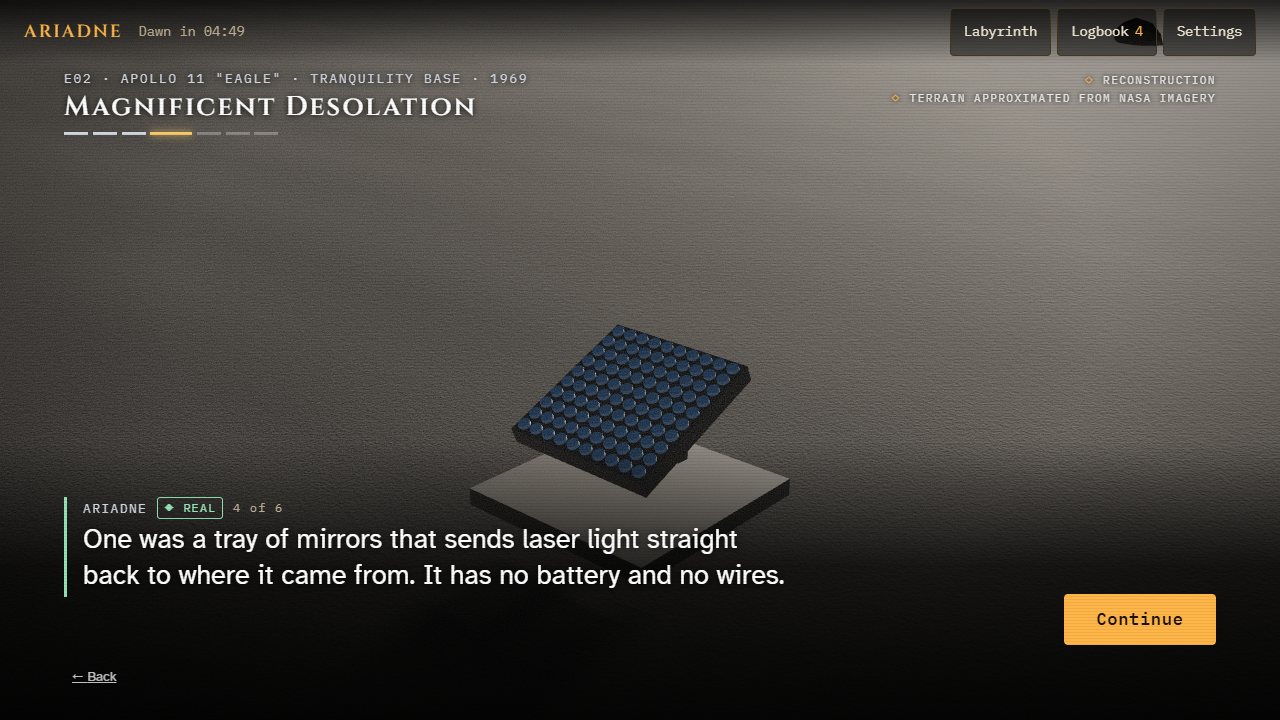 ARIADNE Dawn in 04:49 Labyrinth Logbook 4 Settings
E02 · APOLLO 11 "EAGLE" · TRANQUILITY BASE · 1969
MAGNIFICENT DESOLATION
◇ RECONSTRUCTION
◇ TERRAIN APPROXIMATED FROM NASA IMAGERY
ARIADNE ◆ REAL 4 of 6
One was a tray of mirrors that sends laser light straight
back to where it came from. It has no battery and no wires.
Continue
← Back